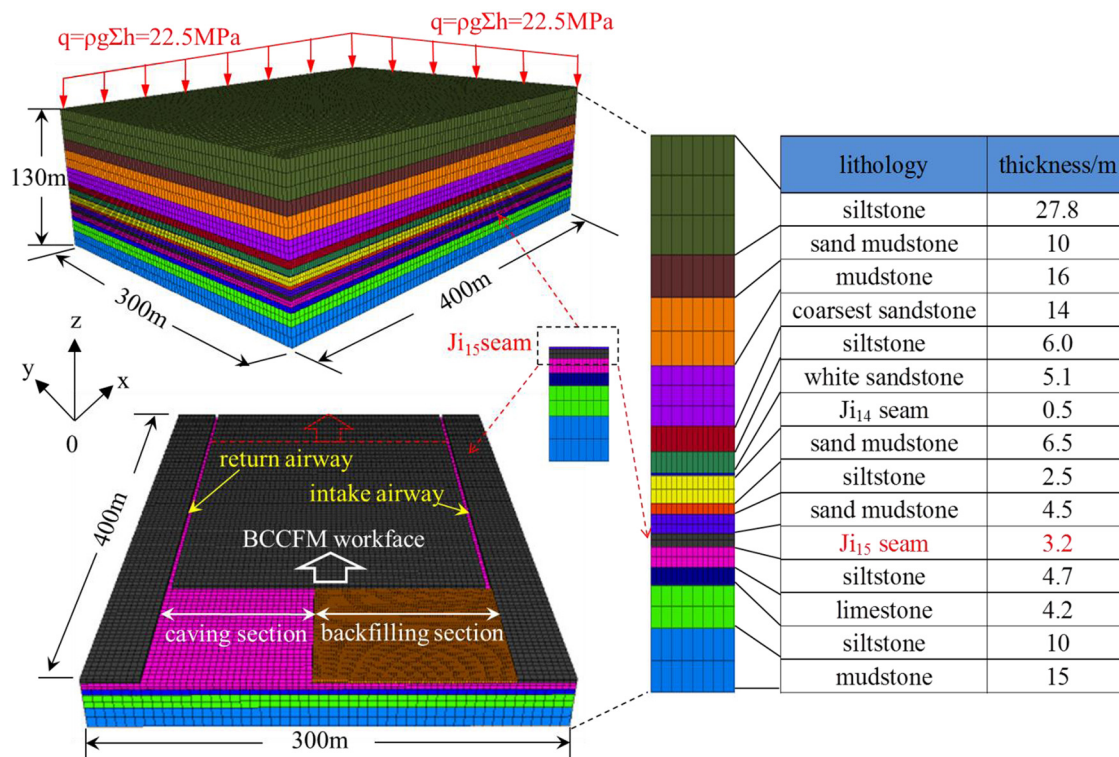 q=ρgΣh=22.5MPa
q=ρgΣh=22.5MPa
130m
300m
400m
z
y
x
0
Ji₁₅seam
400m
return airway
intake airway
BCCFM workface
caving section
backfilling section
300m
lithology thickness/m
siltstone 27.8
sand mudstone 10
mudstone 16
coarsest sandstone 14
siltstone 6.0
white sandstone 5.1
Ji₁₄ seam 0.5
sand mudstone 6.5
siltstone 2.5
sand mudstone 4.5
Ji₁₅ seam 3.2
siltstone 4.7
limestone 4.2
siltstone 10
mudstone 15